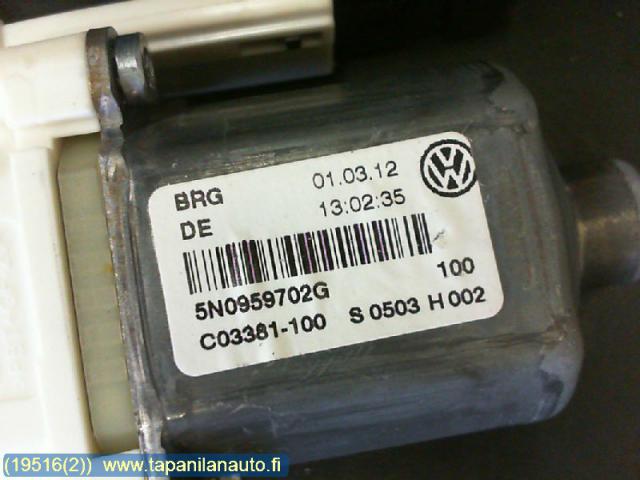 BRG 01.03.12
DE 13:02:35
5N0959702G 100
C03381-100 S 0503 H 002
(19516(2)) www.tapanilanauto.fi